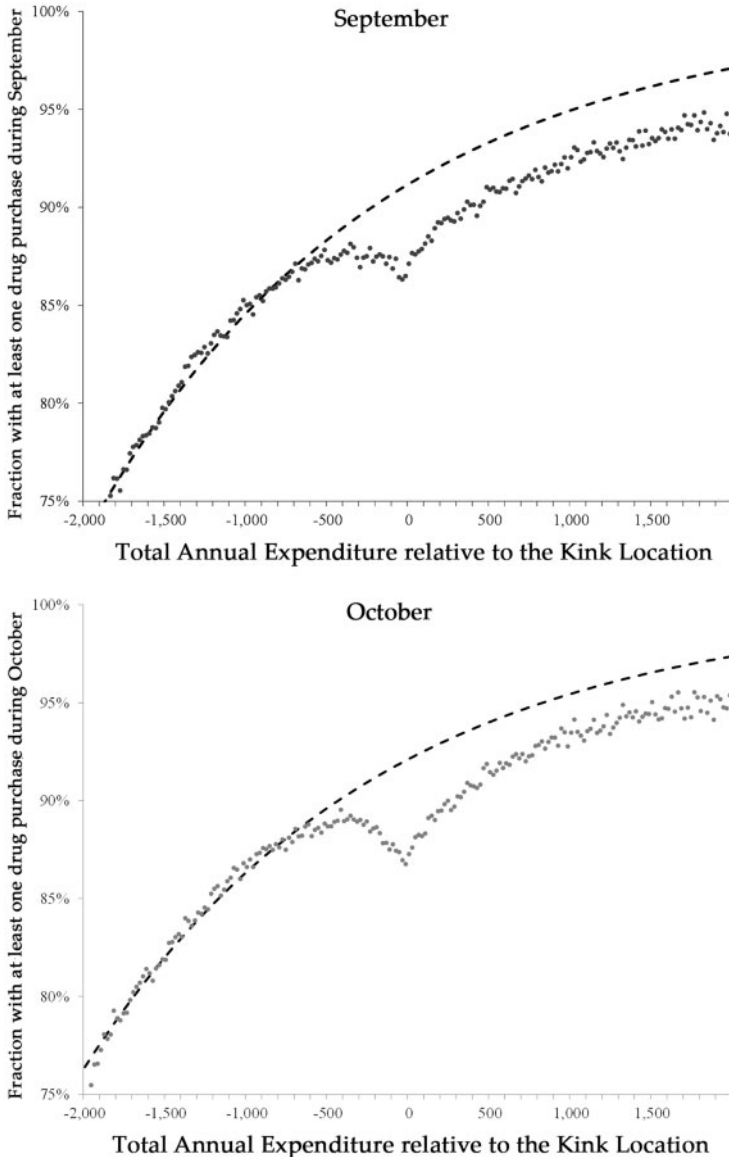 September
Fraction with at least one drug purchase during September
100%
95%
90%
85%
80%
75%
-2,000 -1,500 -1,000 -500 0 500 1,000 1,500
Total Annual Expenditure relative to the Kink Location
October
Fraction with at least one drug purchase during October
100%
95%
90%
85%
80%
75%
-2,000 -1,500 -1,000 -500 0 500 1,000 1,500
Total Annual Expenditure relative to the Kink Location